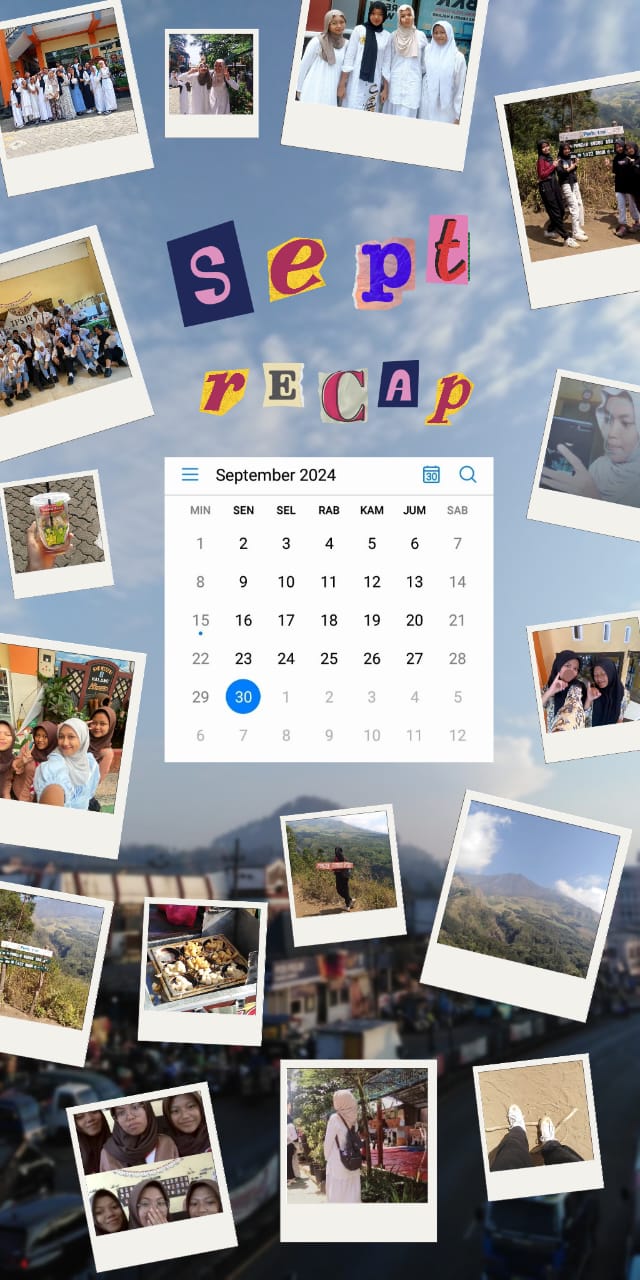 sept
rECAp
September 2024
30
MIN SEN SEL RAB KAM JUM SAB
1 2 3 4 5 6 7
8 9 10 11 12 13 14
15 16 17 18 19 20 21
22 23 24 25 26 27 28
29 30 1 2 3 4 5
6 7 8 9 10 11 12